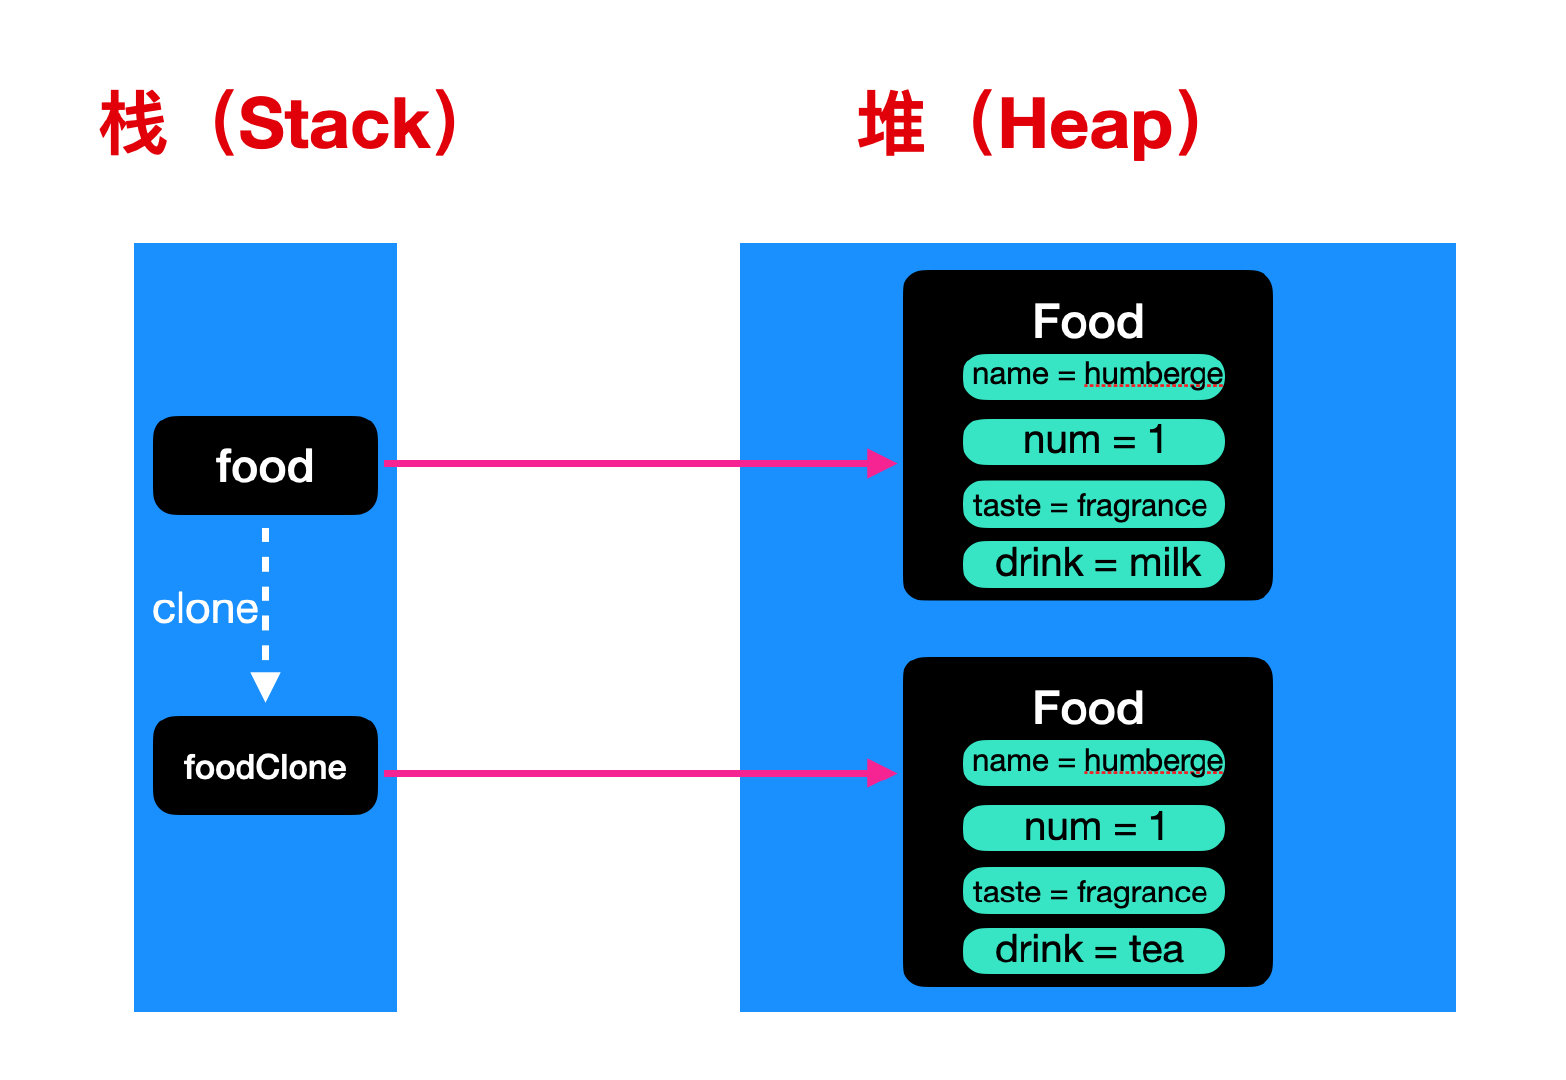 栈（Stack）
堆（Heap）
food
clone
foodClone
Food
name = humberge
num = 1
taste = fragrance
drink = milk
Food
name = humberge
num = 1
taste = fragrance
drink = tea